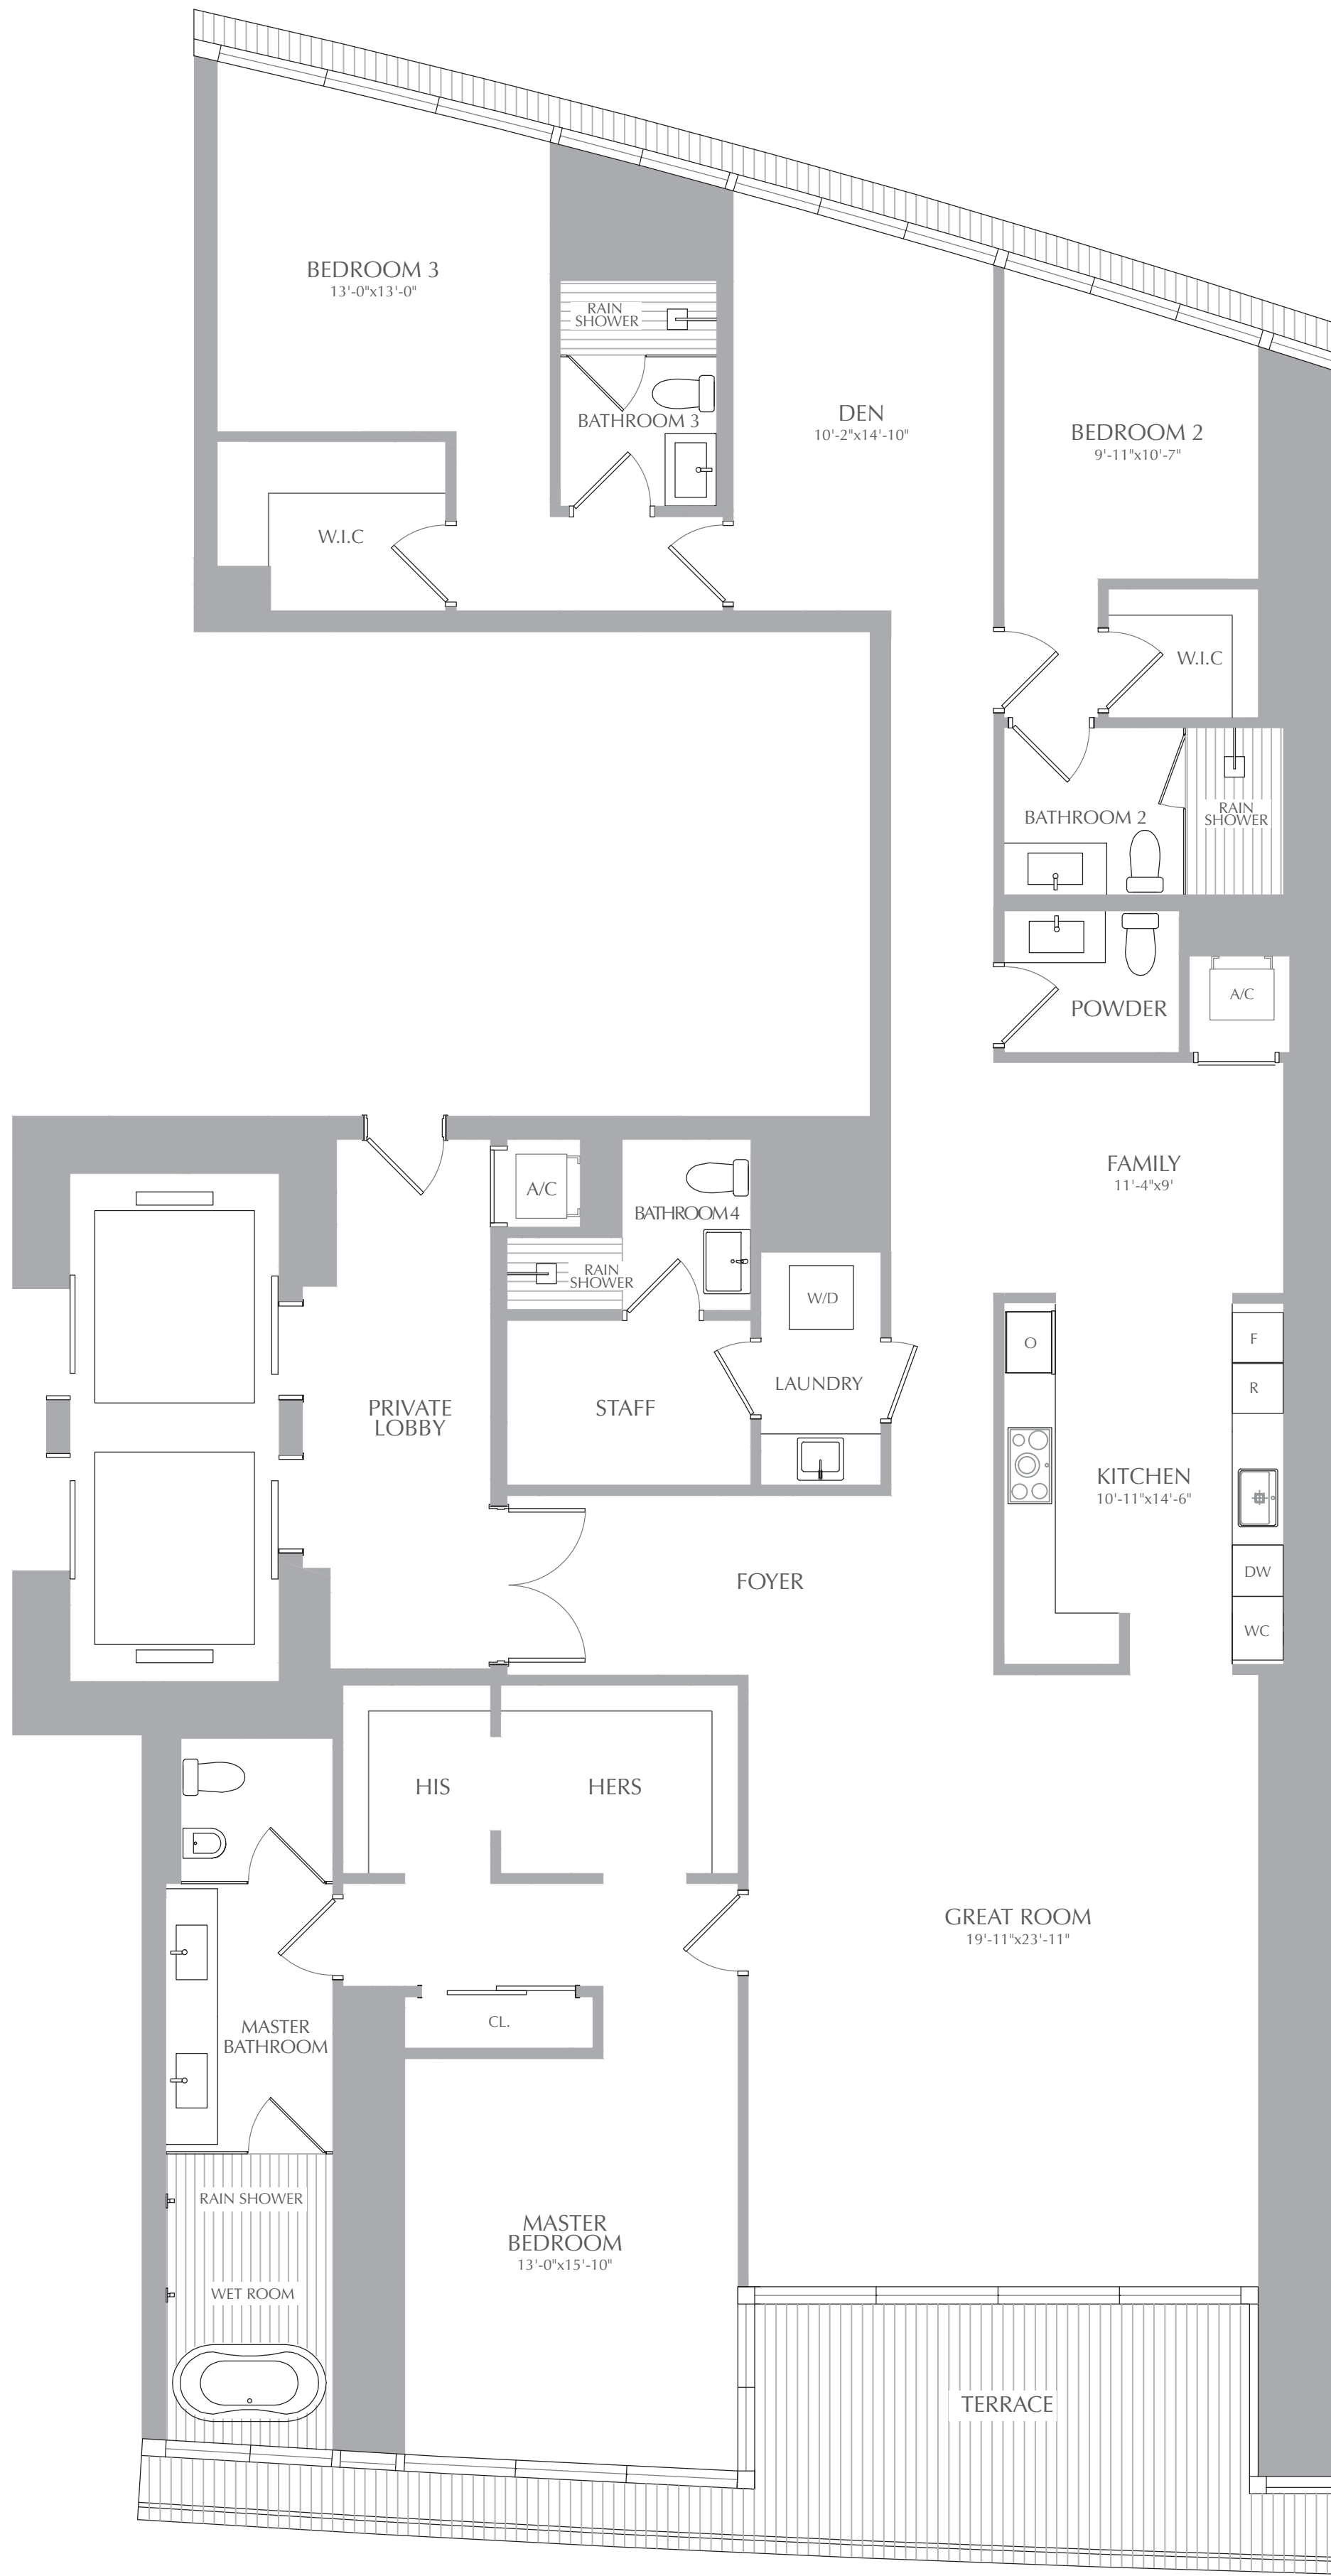 BEDROOM 3
13'-0"x13'-0"
RAIN
SHOWER
BATHROOM 3
DEN
10'-2"x14'-10"
BEDROOM 2
9'-11"x10'-7"
W.I.C
W.I.C
BATHROOM 2
RAIN
SHOWER
POWDER
A/C
FAMILY
11'-4"x9'
A/C
BATHROOM 4
RAIN
SHOWER
W/D
LAUNDRY
STAFF
PRIVATE
LOBBY
O
F
R
KITCHEN
10'-11"x14'-6"
DW
WC
FOYER
HIS
HERS
GREAT ROOM
19'-11"x23'-11"
CL.
MASTER
BATHROOM
RAIN SHOWER
WET ROOM
MASTER
BEDROOM
13'-0"x15'-10"
TERRACE